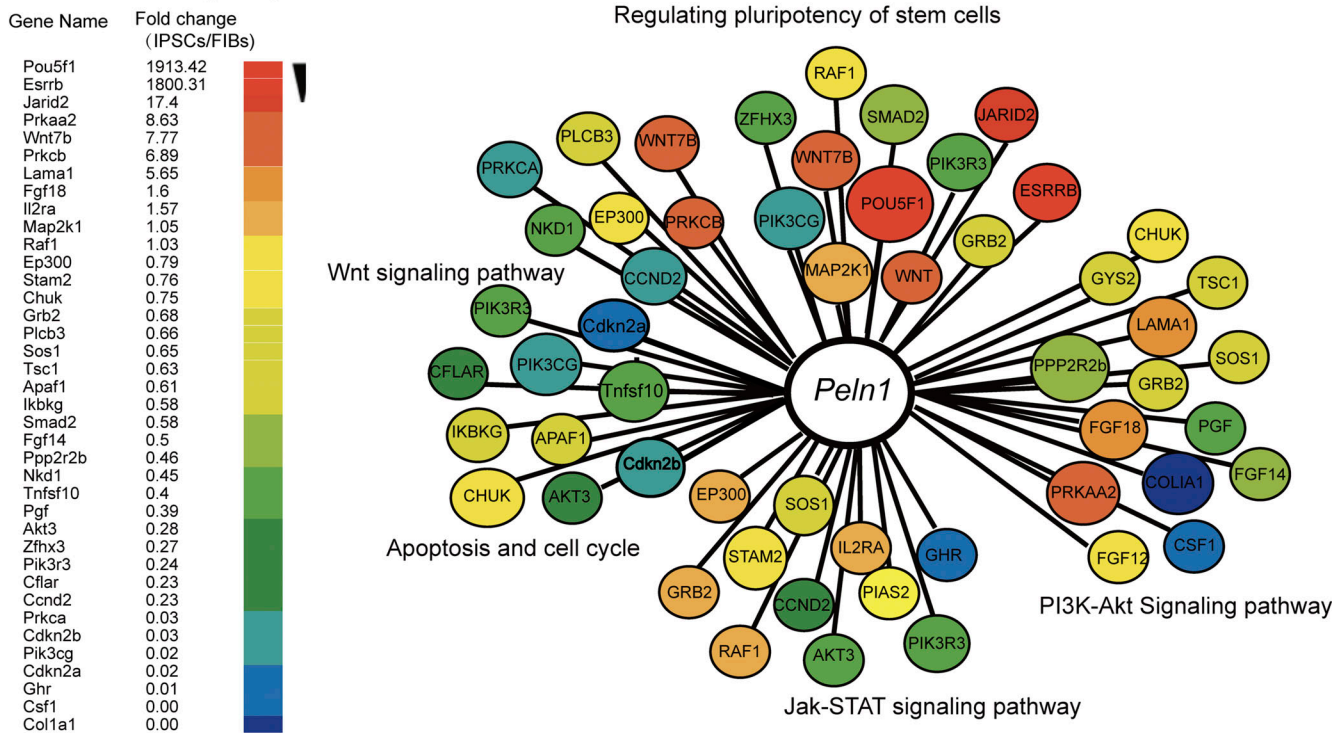 Gene Name Fold change
（IPSCs/FIBs)
Pou5f1 1913.42
Esrrb 1800.31
Jarid2 17.4
Prkaa2 8.63
Wnt7b 7.77
Prkcb 6.89
Lama1 5.65
Fgf18 1.6
Il2ra 1.57
Map2k1 1.05
Raf1 1.03
Ep300 0.79
Stam2 0.76
Chuk 0.75
Grb2 0.68
Plcb3 0.66
Sos1 0.65
Tsc1 0.63
Apaf1 0.61
Ikbkg 0.58
Smad2 0.58
Fgf14 0.5
Ppp2r2b 0.46
Nkd1 0.45
Tnfsf10 0.4
Pgf 0.39
Akt3 0.28
Zfhx3 0.27
Pik3r3 0.24
Cflar 0.23
Ccnd2 0.23
Prkca 0.03
Cdkn2b 0.03
Pik3cg 0.02
Cdkn2a 0.02
Ghr 0.01
Csf1 0.00
Col1a1 0.00
Regulating pluripotency of stem cells
RAF1
ZFHX3
SMAD2
JARID2
WNT7B
PIK3R3
POU5F1
ESRRB
PIK3CG
GRB2
MAP2K1
WNT
PLCB3
WNT7B
PRKCA
EP300
PRKCB
NKD1
CCND2
Wnt signaling pathway
PIK3R3
Cdkn2a
PIK3CG
CFLAR
Tnfsf10
IKBKG
APAF1
Cdkn2b
CHUK
AKT3
Apoptosis and cell cycle
Peln1
CHUK
GYS2
TSC1
LAMA1
SOS1
PPP2R2b
GRB2
FGF18
PGF
FGF14
PRKAA2
COLIA1
CSF1
FGF12
PI3K-Akt Signaling pathway
EP300
SOS1
STAM2
IL2RA
GHR
GRB2
CCND2
PIAS2
RAF1
AKT3
PIK3R3
Jak-STAT signaling pathway